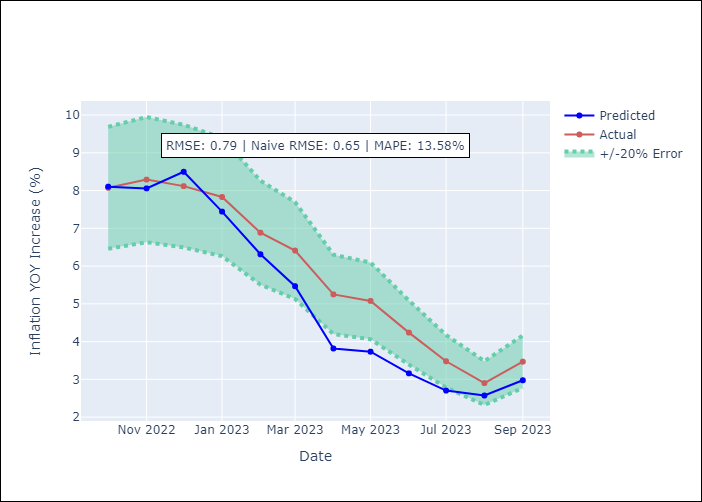 RMSE: 0.79 | Naive RMSE: 0.65 | MAPE: 13.58%
Predicted
Actual
+/-20% Error
Inflation YOY Increase (%)
10
9
8
7
6
5
4
3
2
Nov 2022 Jan 2023 Mar 2023 May 2023 Jul 2023 Sep 2023
Date